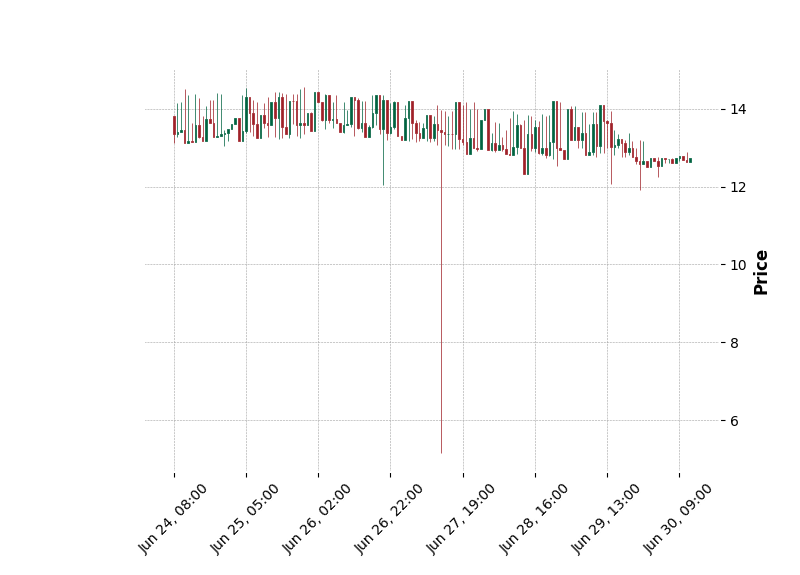 14
12
10
8
6
Price
Jun 24, 08:00
Jun 25, 05:00
Jun 26, 02:00
Jun 26, 22:00
Jun 27, 19:00
Jun 28, 16:00
Jun 29, 13:00
Jun 30, 09:00